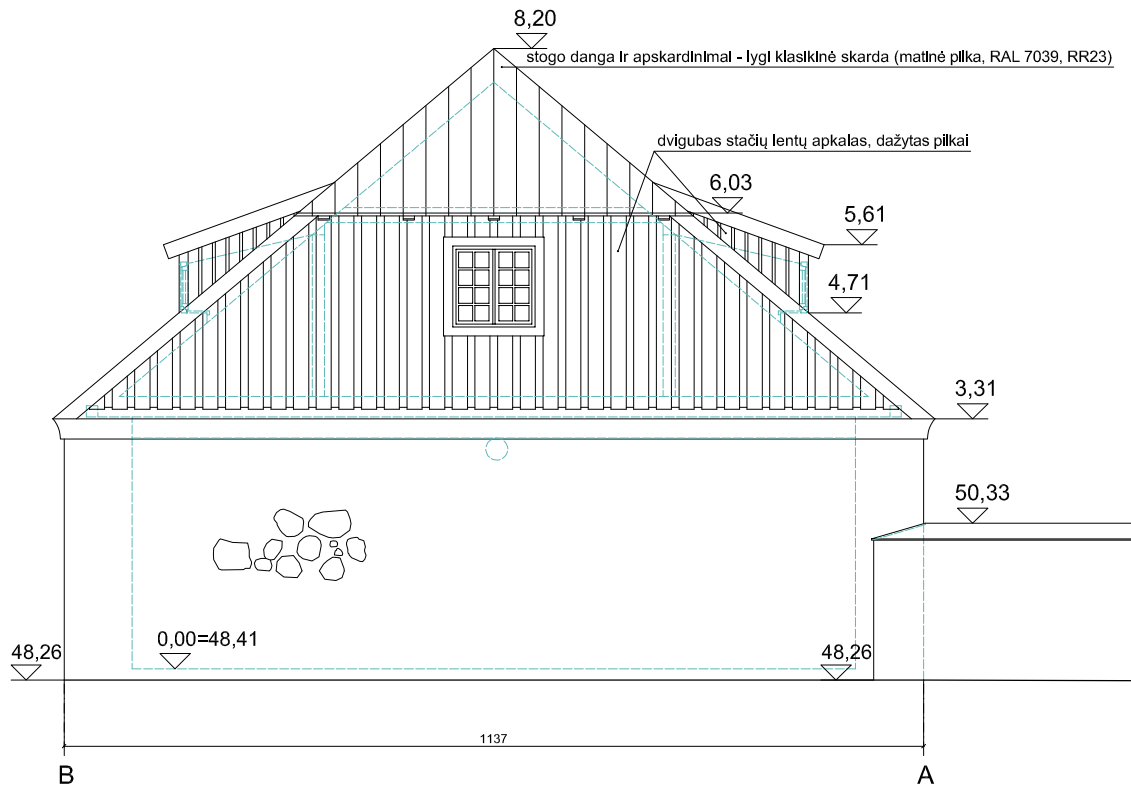 8,20
stogo danga ir apskardinimai - lygi klasikinė skarda (matinė pilka, RAL 7039, RR23)
dvigubas stačių lentų apkalas, dažytas pilkai
6,03
5,61
4,71
3,31
50,33
0,00=48,41
48,26
48,26
1137
B
A